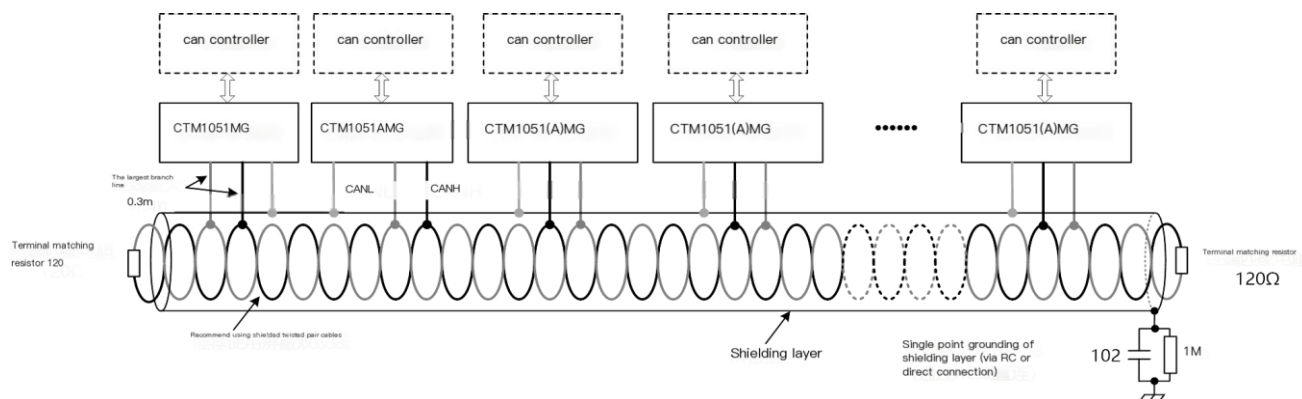 can controller
can controller
can controller
can controller
can controller
CTM1051MG
CTM1051AMG
CTM1051(A)MG
CTM1051(A)MG
......
CTM1051(A)MG
The largest branch
line
0.3m
CANL
CANH
Terminal matching
resistor 120
Terminal matching resistor
120Ω
Recommend using shielded twisted pair cables
Shielding layer
Single point grounding of
shielding layer (via RC or
direct connection)
102
1M